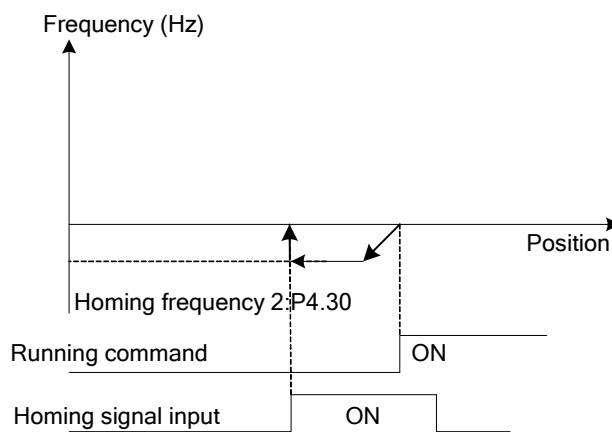 Frequency (Hz)
Position
Homing frequency 2:P4.30
Running command
ON
Homing signal input
ON